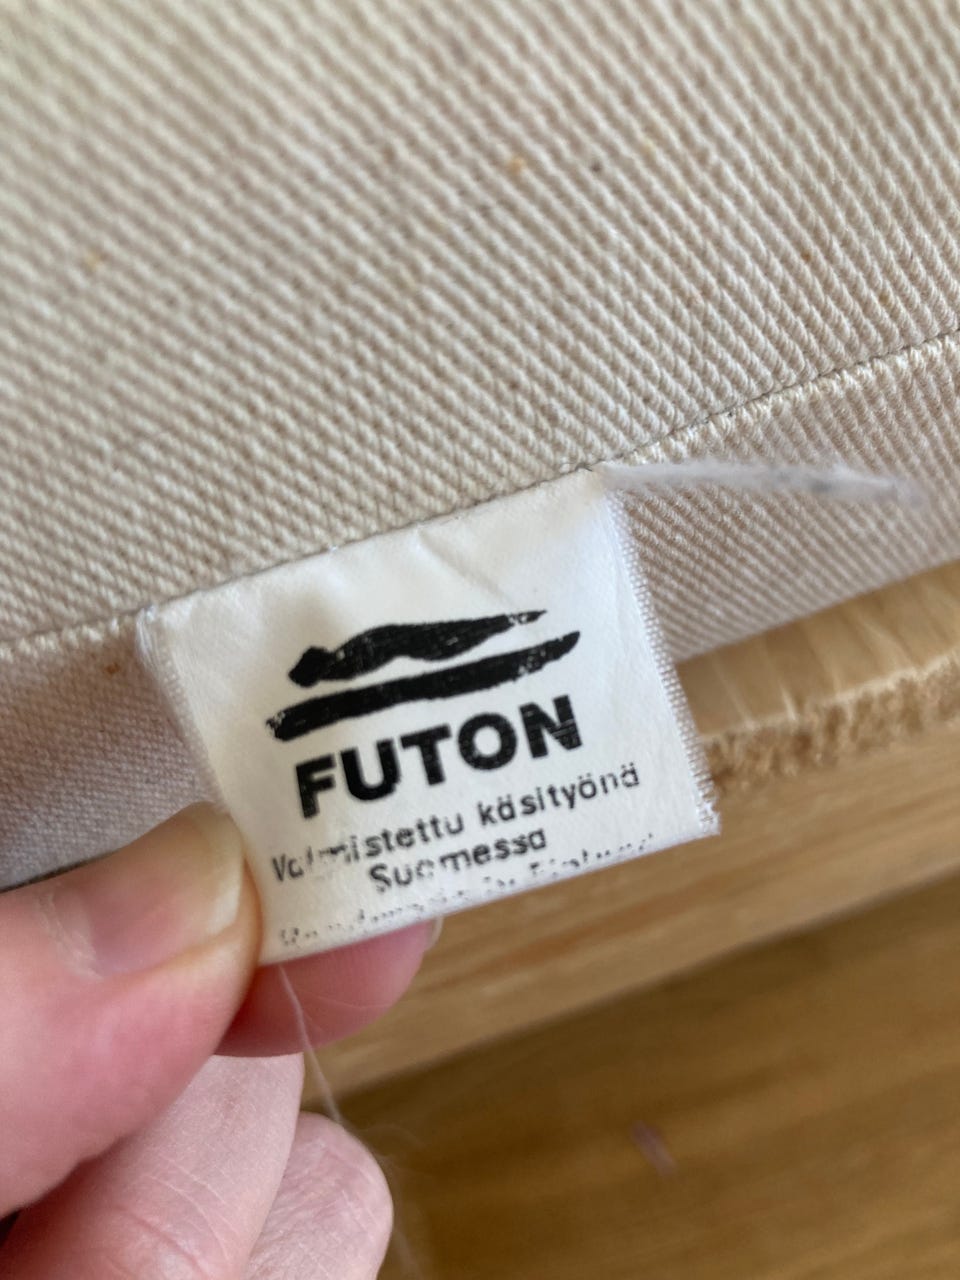 FUTON
Valmistettu käsityönä
Suomessa